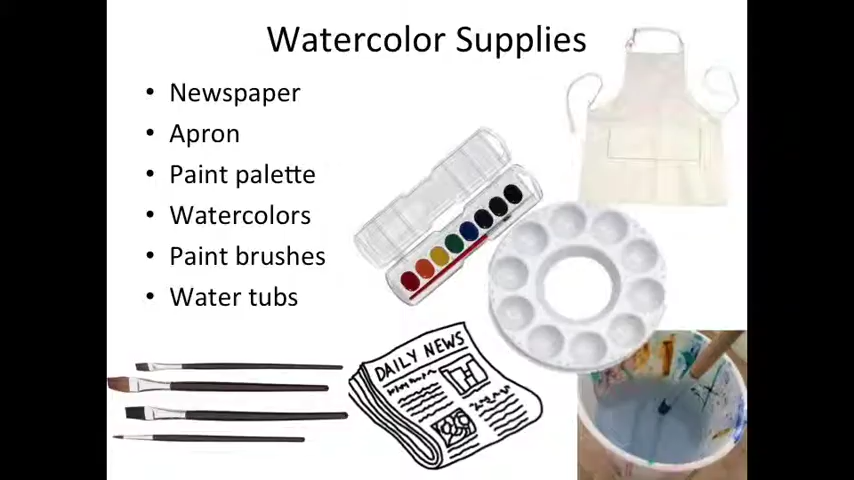 Watercolor Supplies
• Newspaper
• Apron
• Paint palette
• Watercolors
• Paint brushes
• Water tubs
DAILY NEWS